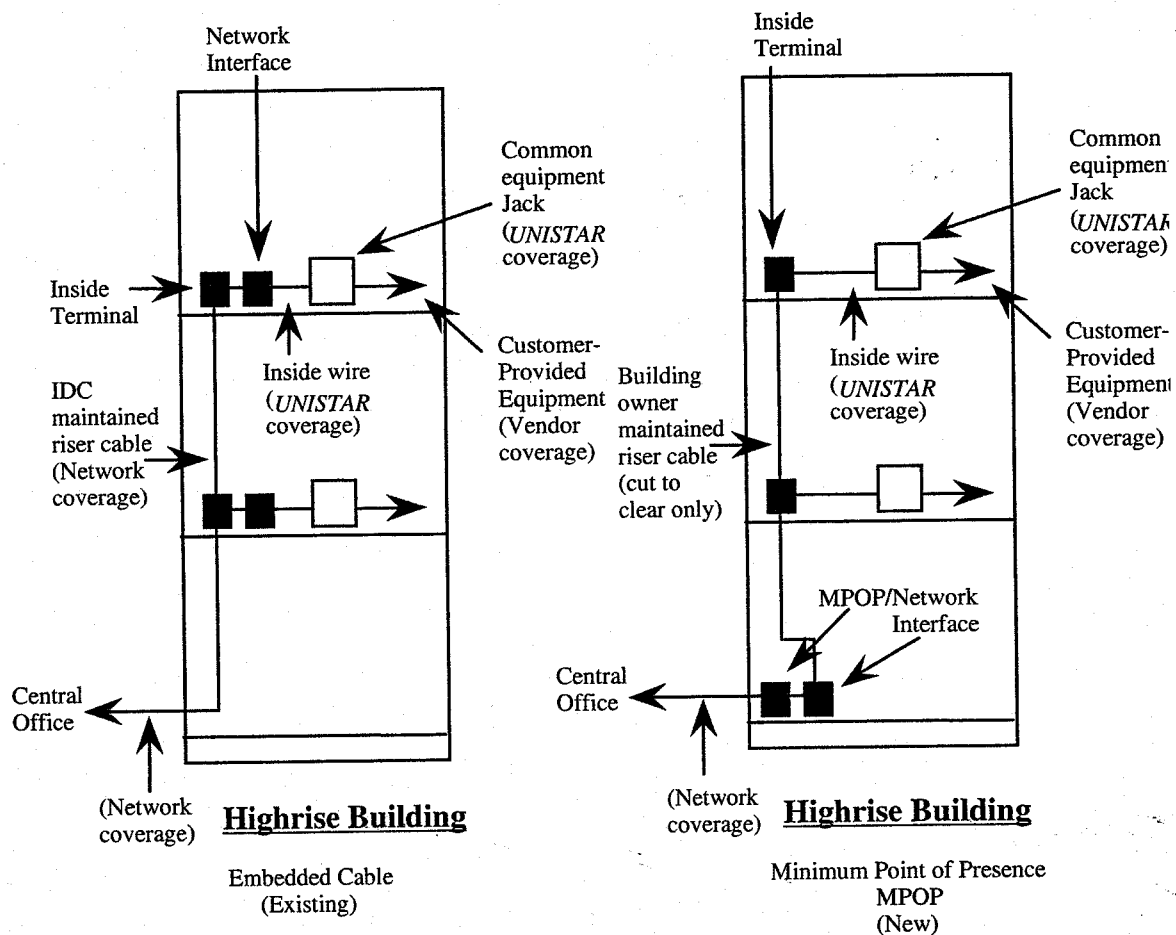 Network
Interface
Common
equipment
Jack
(UNISTAR
coverage)
Inside
Terminal
Inside wire
(UNISTAR
coverage)
Customer-
Provided
Equipment
(Vendor
coverage)
IDC
maintained
riser cable
(Network
coverage)
Central
Office
(Network
coverage)
Highrise Building
Embedded Cable
(Existing)
Inside
Terminal
Common
equipmen
Jack
(UNISTAR
coverage)
Inside wire
(UNISTAR
coverage)
Customer-
Provided
Equipment
(Vendor
coverage)
Building
owner
maintained
riser cable
(cut to
clear only)
MPOP/Network
Interface
Central
Office
(Network
coverage)
Highrise Building
Minimum Point of Presence
MPOP
(New)